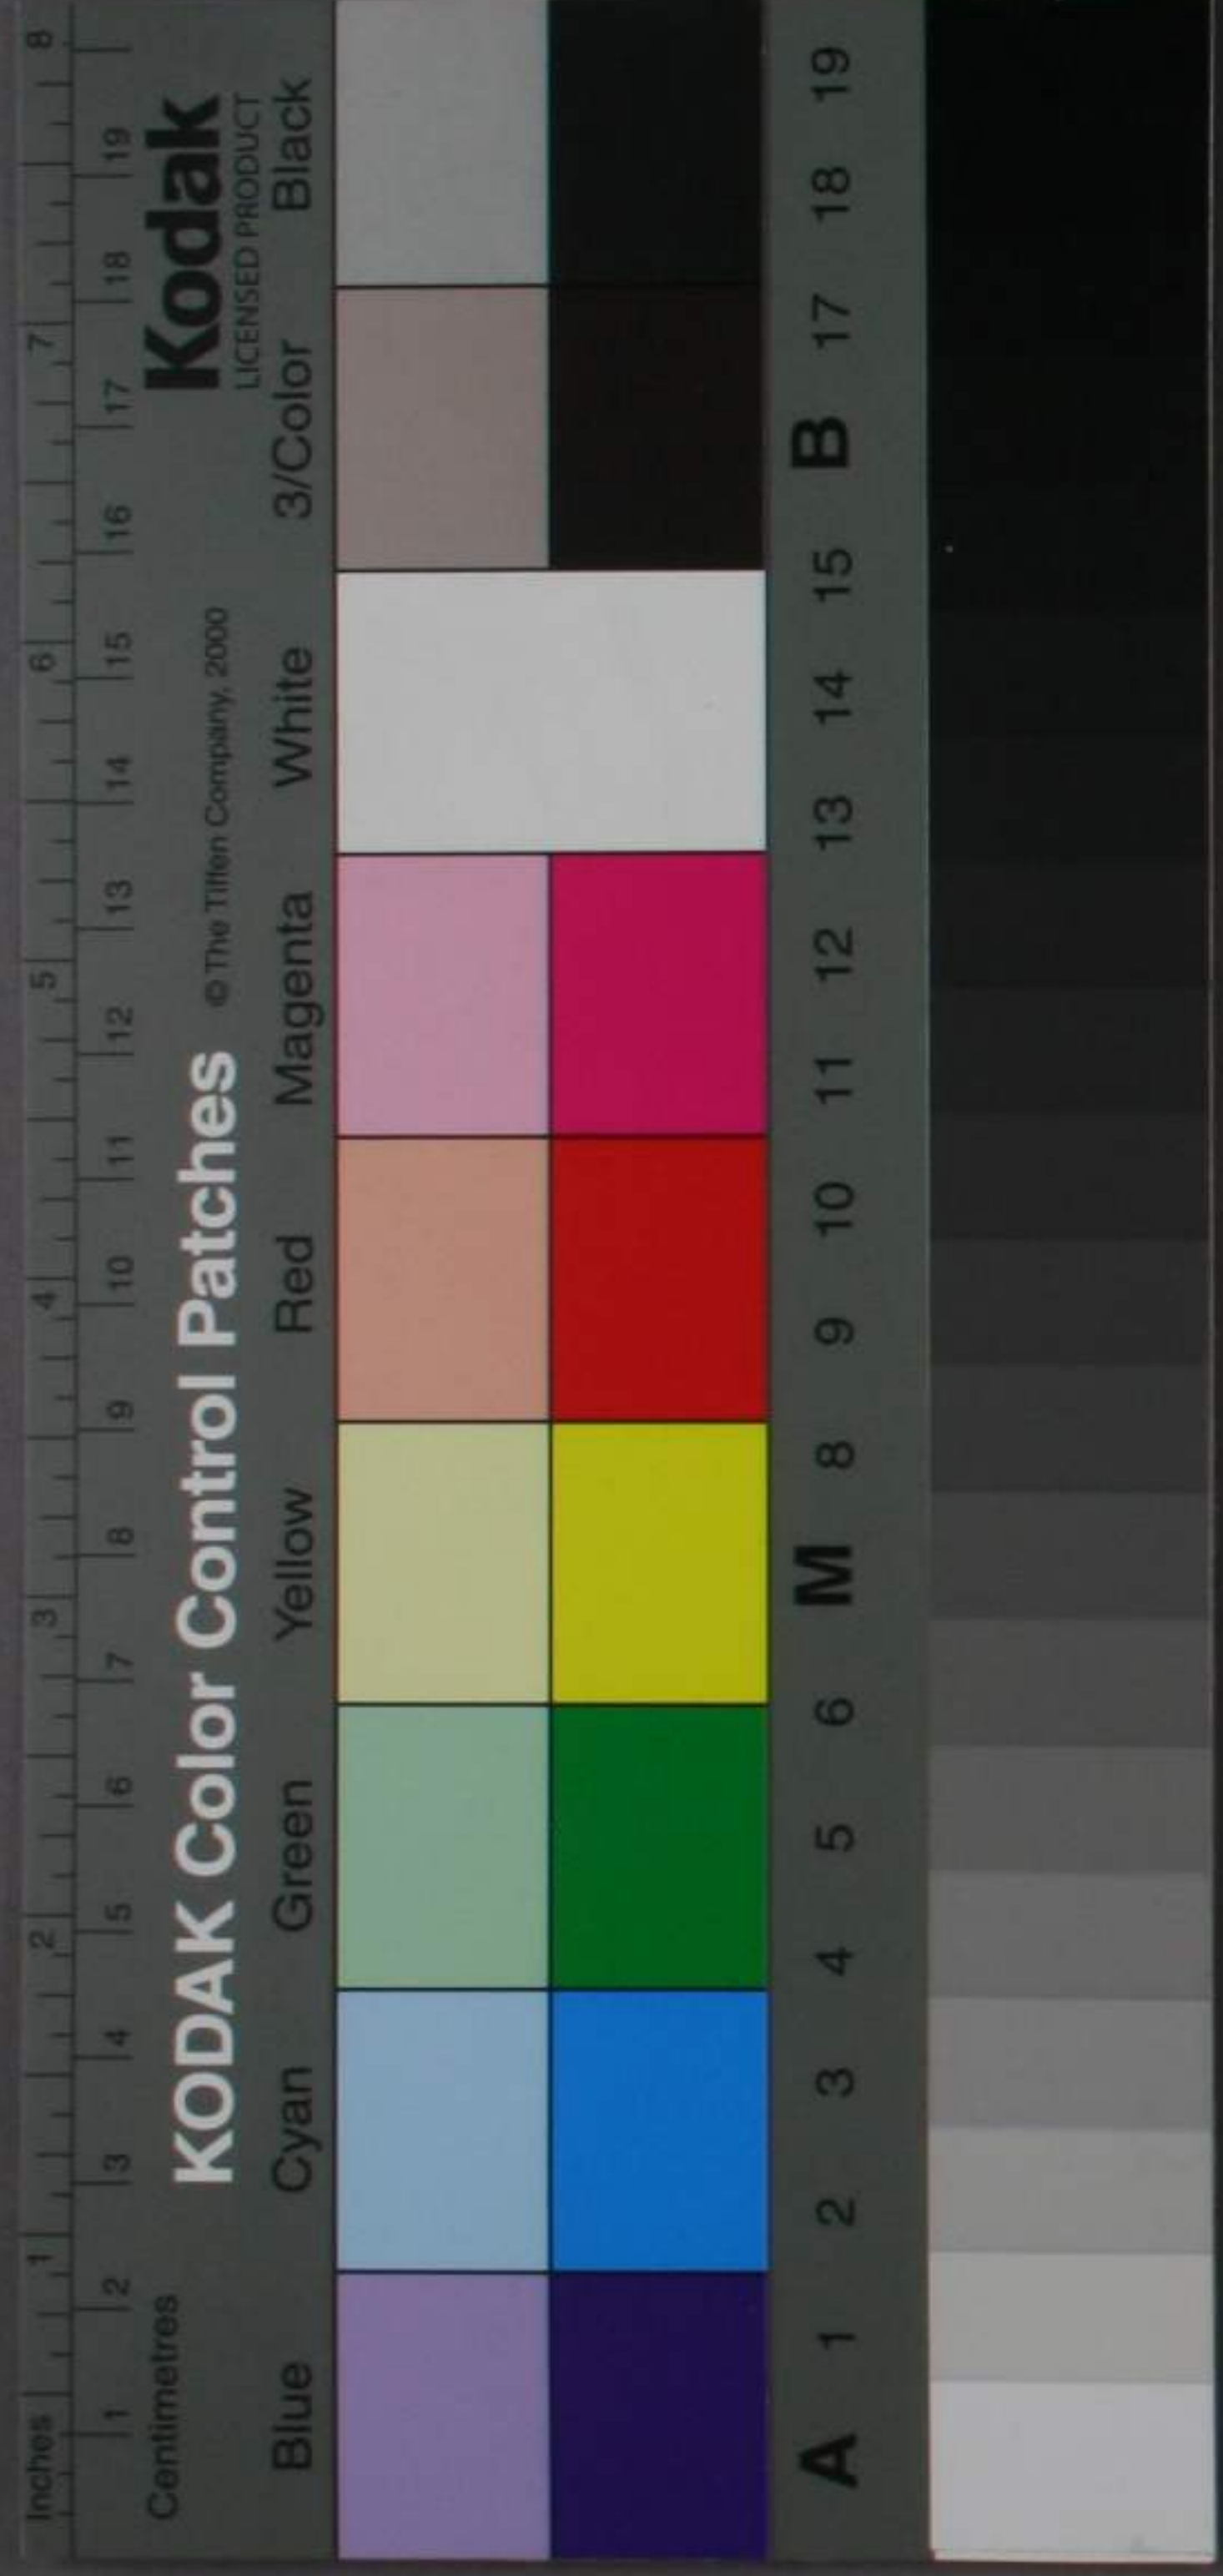 Inches 1 2 3 4 5 6 7 8
1 2 3 4 5 6 7 8 9 10 11 12 13 14 15 16 17 18 19
Centimetres
KODAK Color Control Patches © The Tiffen Company, 2000 Kodak
LICENSED PRODUCT
Blue Cyan Green Yellow Red Magenta White 3/Color Black
A 1 2 3 4 5 6 M 8 9 10 11 12 13 14 15 B 17 18 19